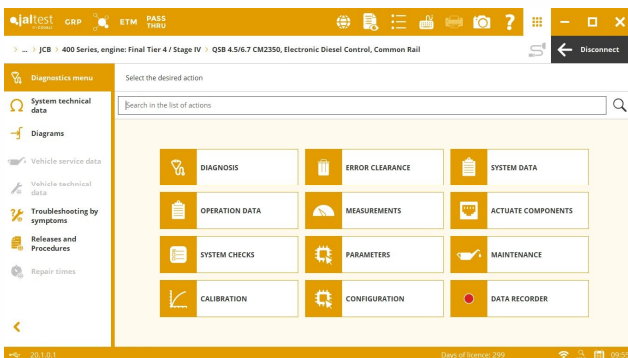 jaltest GRP ETM PASS THRU ?
> ... > JCB > 400 Series, engine: Final Tier 4 / Stage IV > QSB 4.5/6.7 CM2350, Electronic Diesel Control, Common Rail
Disconnect
Diagnostics menu
System technical data
Diagrams
Vehicle service data
Vehicle technical data
Troubleshooting by symptoms
Releases and Procedures
Repair times
Select the desired action
Search in the list of actions
DIAGNOSIS
ERROR CLEARANCE
SYSTEM DATA
OPERATION DATA
MEASUREMENTS
ACTUATE COMPONENTS
SYSTEM CHECKS
PARAMETERS
MAINTENANCE
CALIBRATION
CONFIGURATION
DATA RECORDER
20.1.0.1
Days of licence: 299
09:55